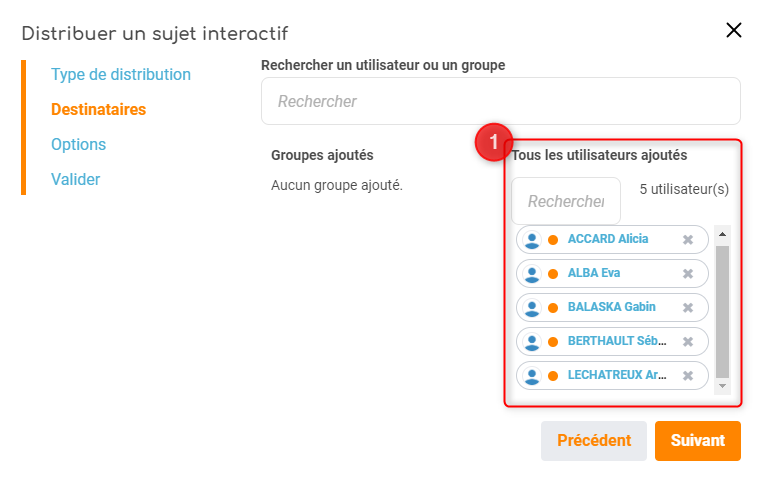 Distribuer un sujet interactif
Type de distribution
Destinataires
Options
Valider
Rechercher un utilisateur ou un groupe
Rechercher
Groupes ajoutés
Aucun groupe ajouté.
1
Tous les utilisateurs ajoutés
Rechercher
5 utilisateur(s)
ACCARD Alicia
ALBA Eva
BALASKA Gabin
BERTHAULT Séb...
LECHATREUX Ar...
Précédent
Suivant